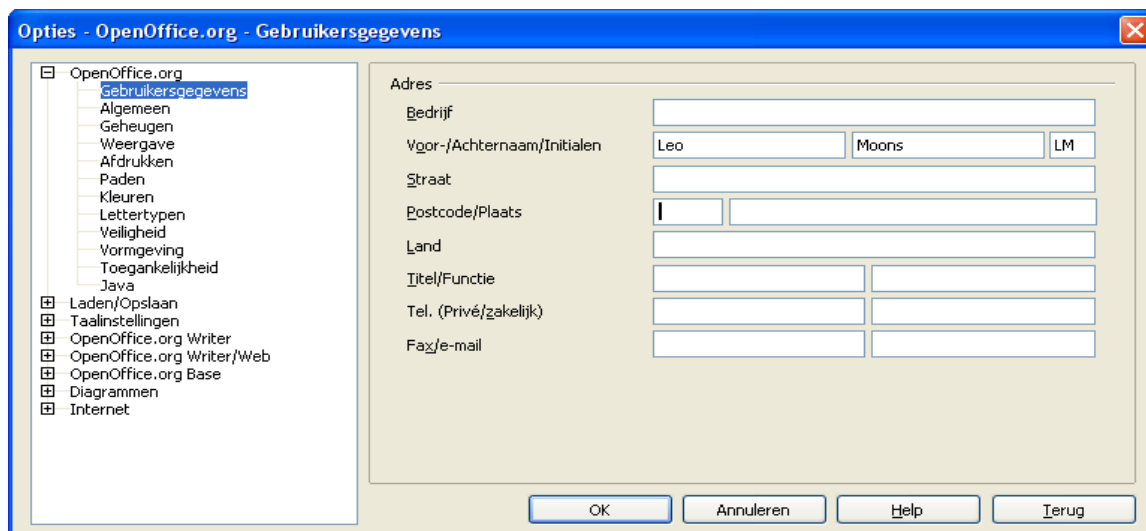 Opties - OpenOffice.org - Gebruikersgegevens
OpenOffice.org
Gebruikersgegevens
Algemeen
Geheugen
Weergave
Afdrukken
Paden
Kleuren
Lettertypen
Veiligheid
Vormgeving
Toegankelijkheid
Java
Laden/Opslaan
Taalinstellingen
OpenOffice.org Writer
OpenOffice.org Writer/Web
OpenOffice.org Base
Diagrammen
Internet
Adres
Bedrijf
Voor-/Achternaam/Initialen Leo Moons LM
Straat
Postcode/Plaats
Land
Titel/Functie
Tel. (Privé/zakelijk)
Fax/e-mail
OK Annuleren Help Terug